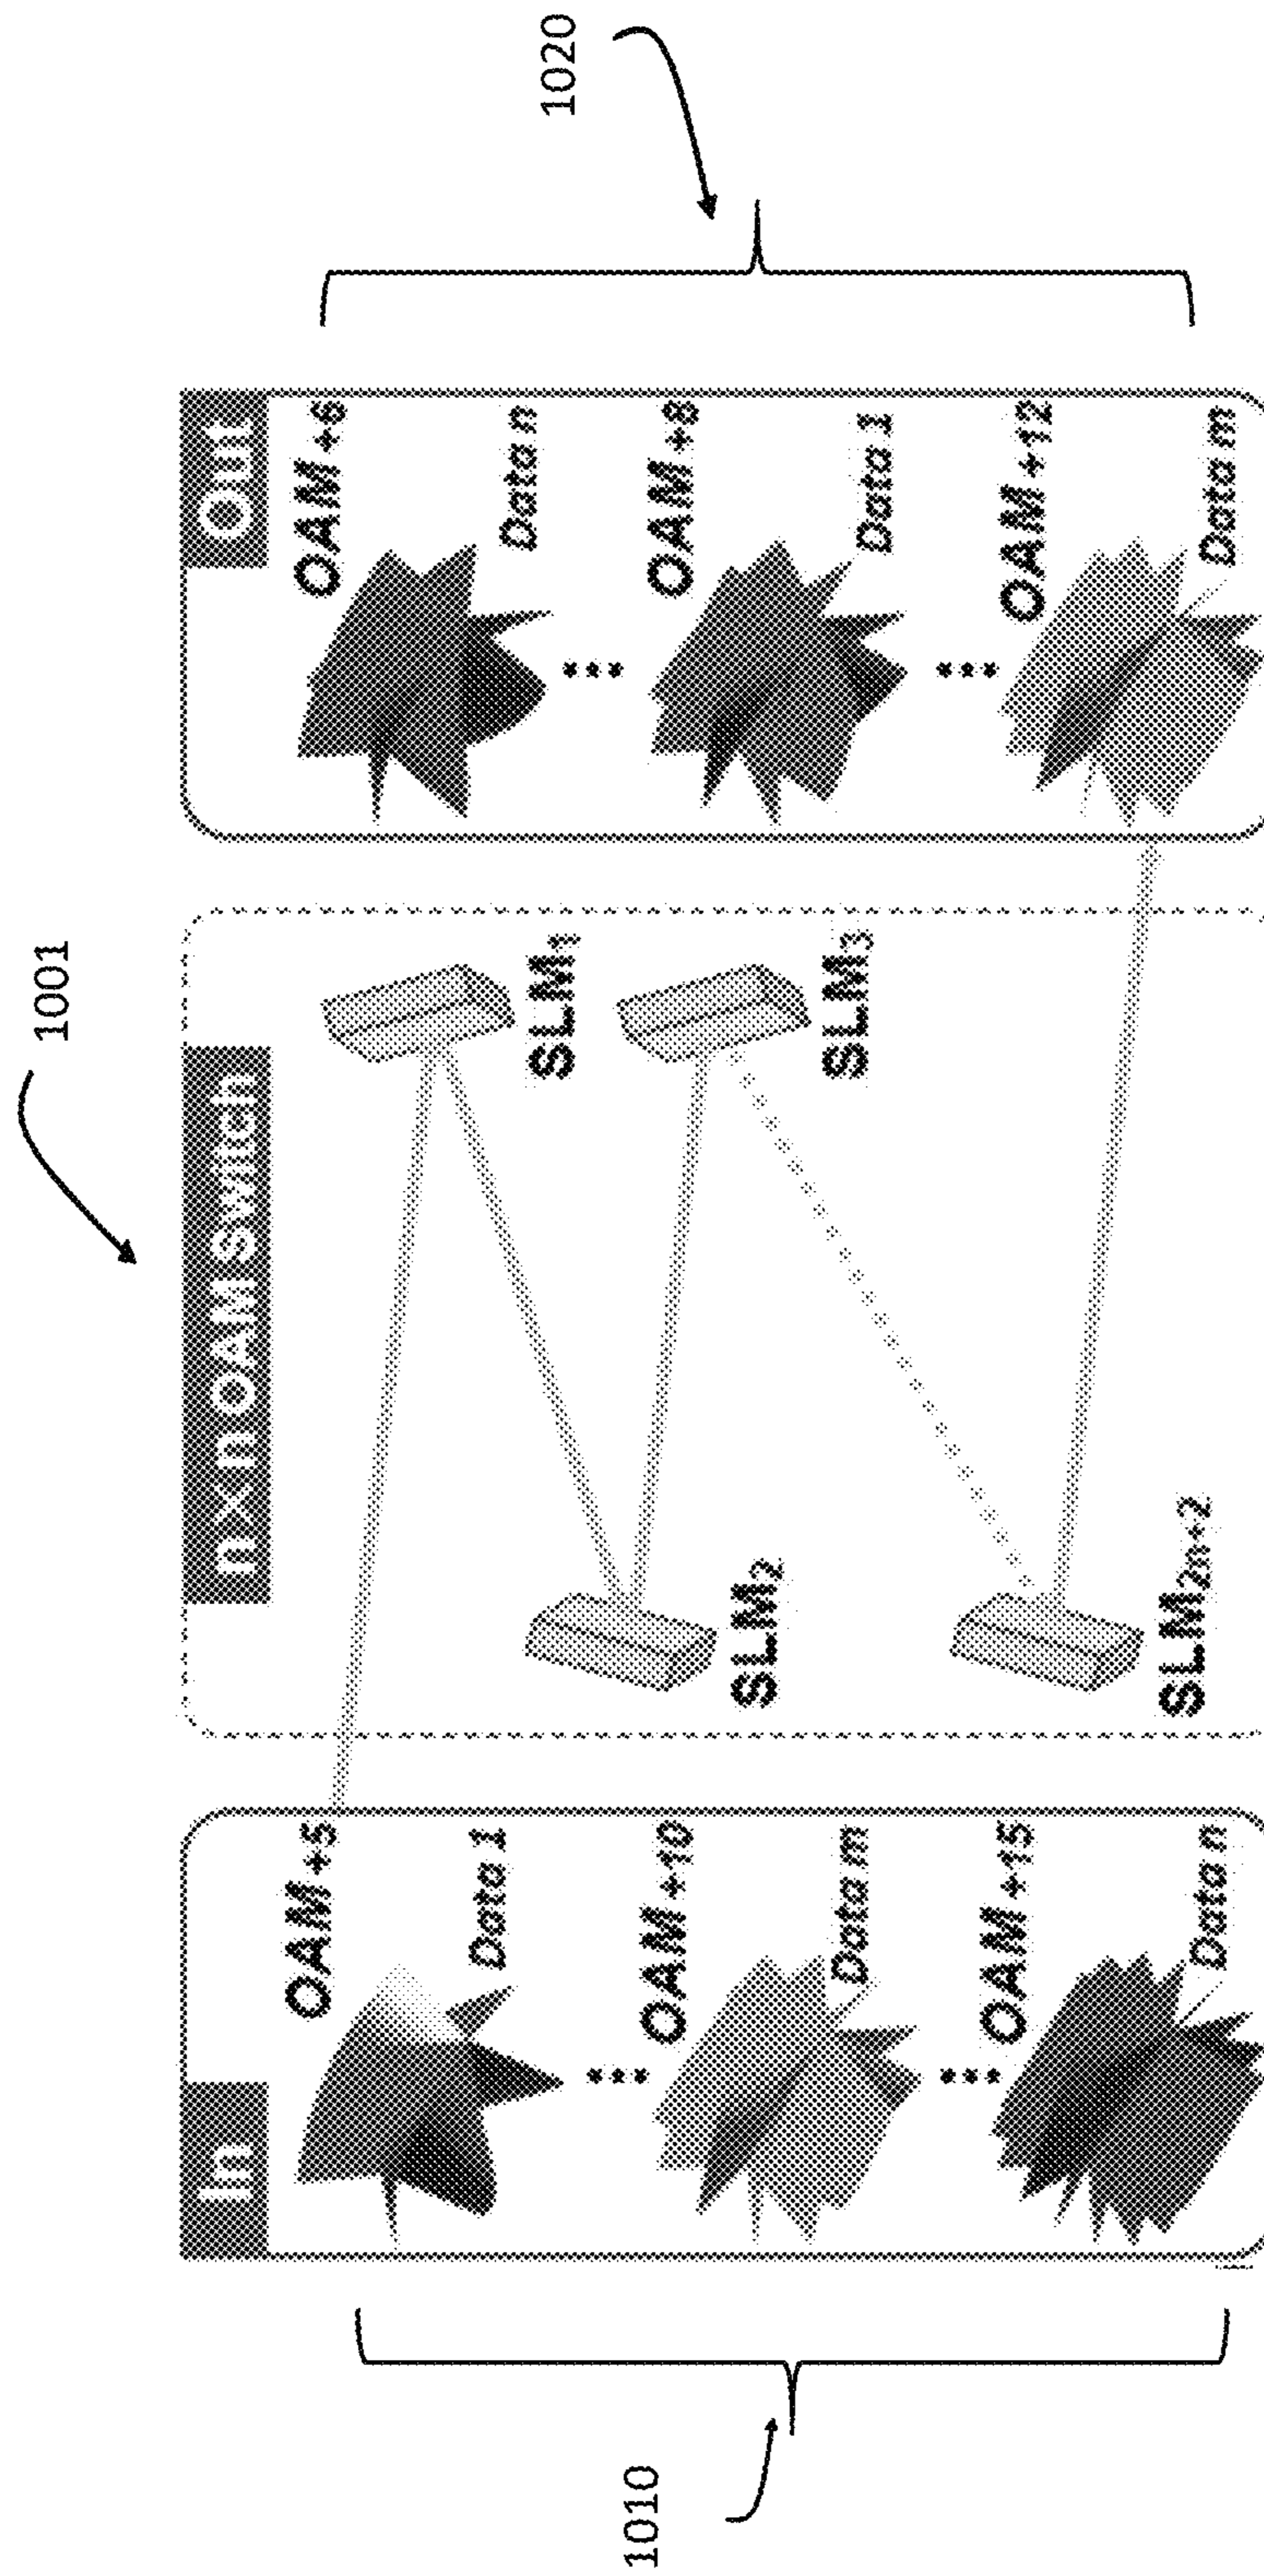 1001
1010
1020
In
OAM +5
Data 1
OAM +10
Data m
OAM +15
Data n
n × n OAM Switch
SLM1
SLM2
SLM3
SLM2n+2
Out
OAM +6
Data n
OAM +8
Data 1
OAM +12
Data m